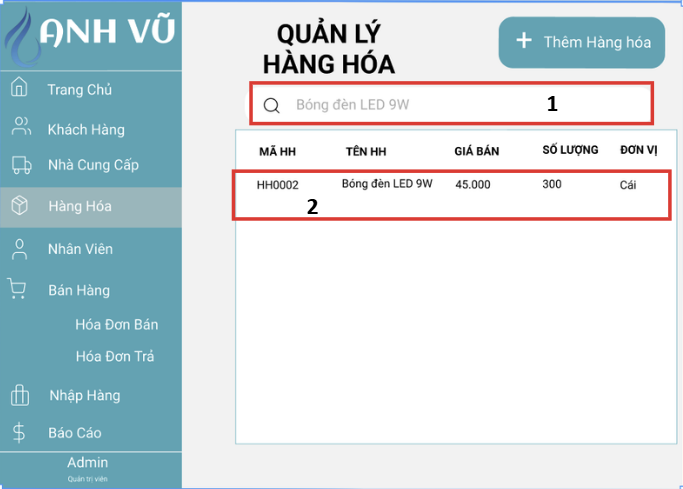 ANH VŨ
Trang Chủ
Khách Hàng
Nhà Cung Cấp
Hàng Hóa
Nhân Viên
Bán Hàng
Hóa Đơn Bán
Hóa Đơn Trả
Nhập Hàng
Báo Cáo
Admin
Quản trị viên
QUẢN LÝ
HÀNG HÓA
+ Thêm Hàng hóa
Bóng đèn LED 9W 1
MÃ HH TÊN HH GIÁ BÁN SỐ LƯỢNG ĐƠN VỊ
HH0002 Bóng đèn LED 9W 45.000 300 Cái
2